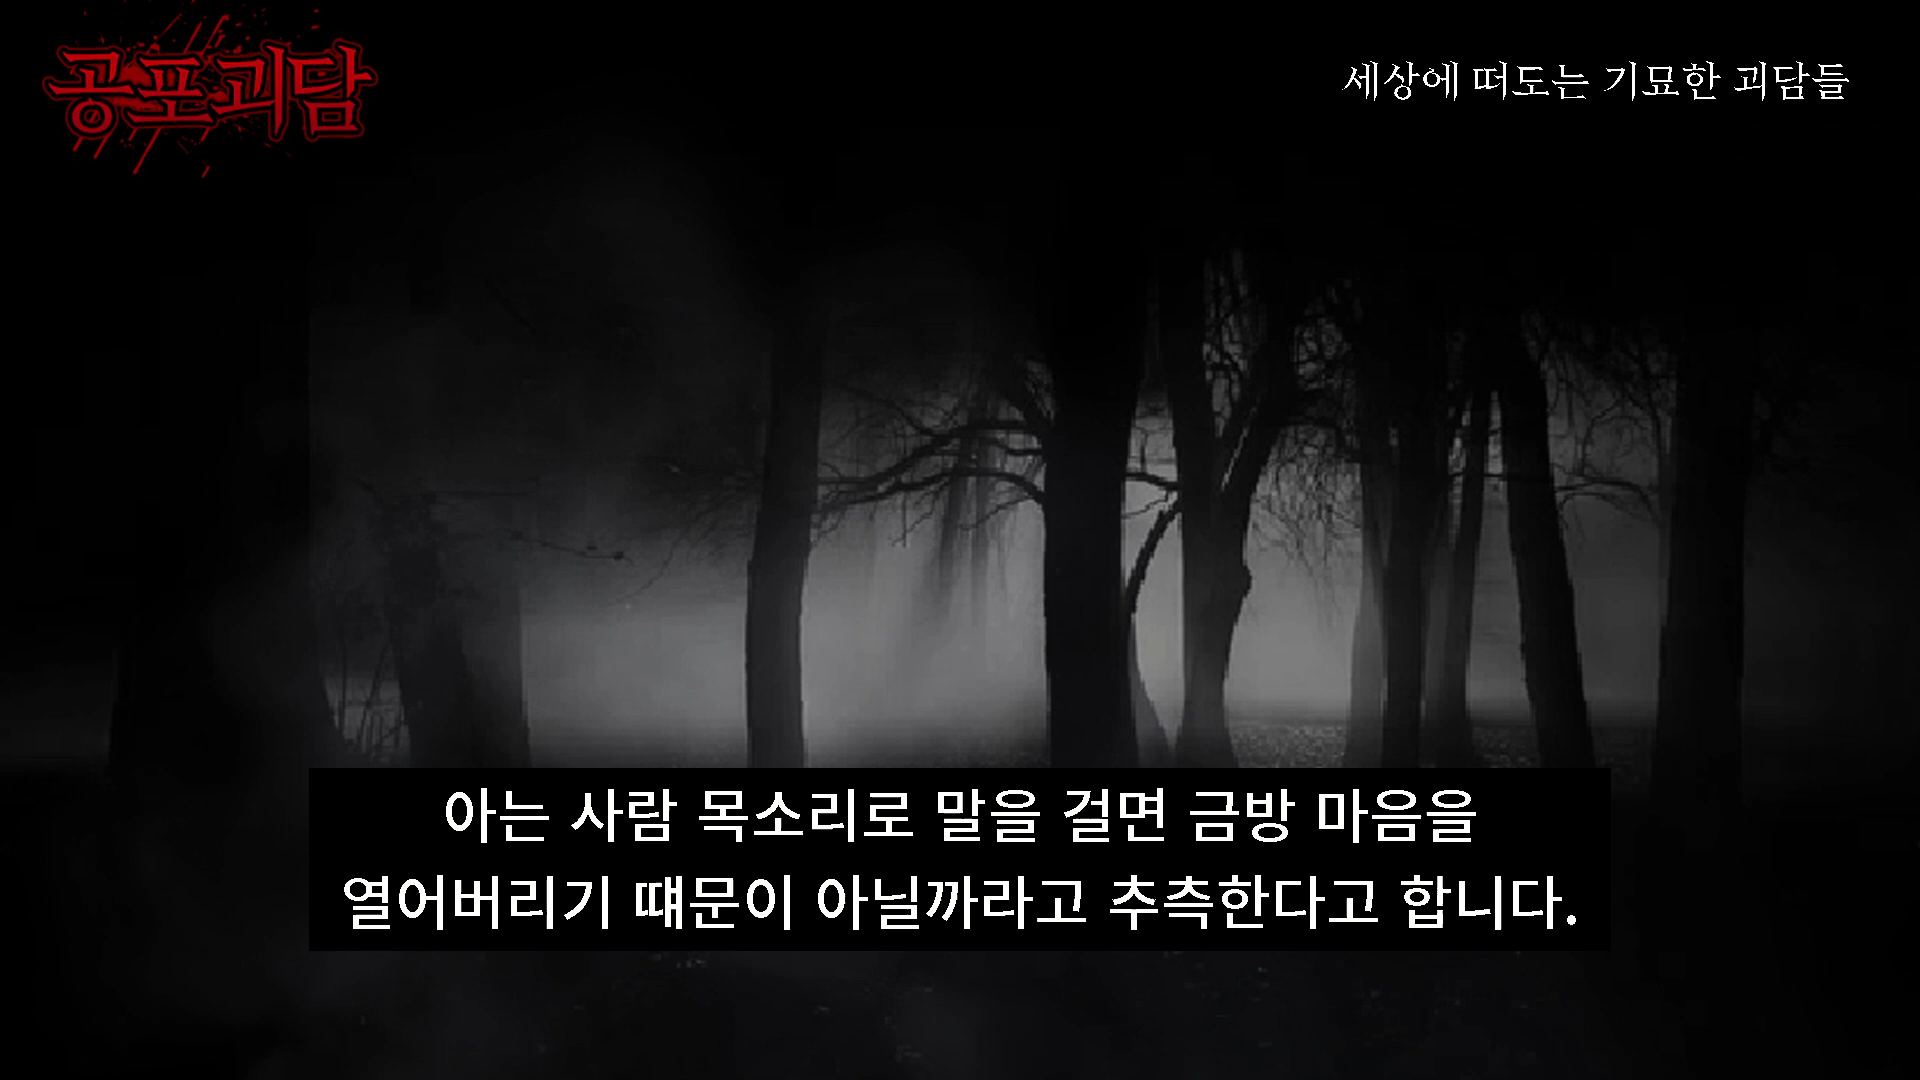 공포괴담
세상에 떠도는 기묘한 괴담들
아는 사람 목소리로 말을 걸면 금방 마음을
열어버리기 떄문이 아닐까라고 추측한다고 합니다.